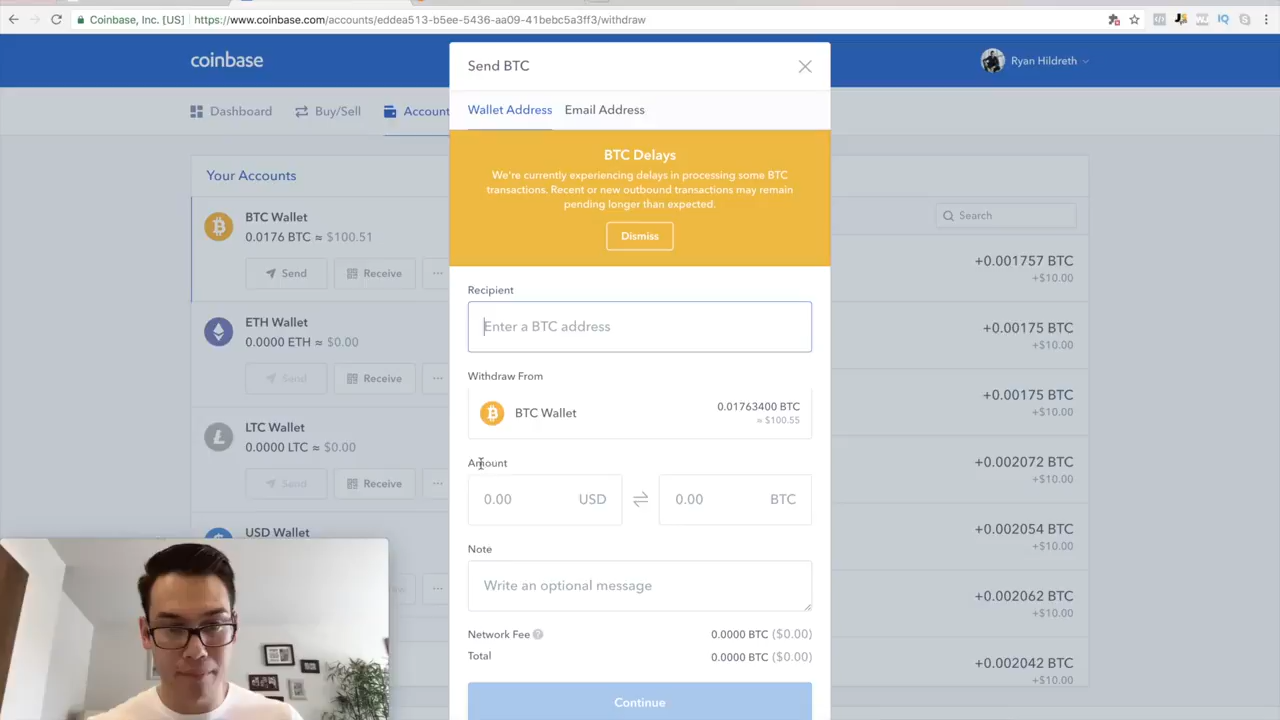 Coinbase, Inc. [US] https://www.coinbase.com/accounts/eddea513-b5ee-5436-aa09-41bebc5a3ff3/withdraw
coinbase
Ryan Hildreth
Dashboard
Buy/Sell
Account
Your Accounts
BTC Wallet
0.0176 BTC ≈ $100.51
Send
Receive
ETH Wallet
0.0000 ETH ≈ $0.00
Send
Receive
LTC Wallet
0.0000 LTC ≈ $0.00
Send
Receive
USD Wallet
Send BTC
Wallet Address
Email Address
BTC Delays
We're currently experiencing delays in processing some BTC
transactions. Recent or new outbound transactions may remain
pending longer than expected.
Dismiss
Recipient
Enter a BTC address
Withdraw From
BTC Wallet
0.01763400 BTC
≈ $100.55
Amount
0.00 USD
0.00 BTC
Note
Write an optional message
Network Fee ? 0.0000 BTC ($0.00)
Total 0.0000 BTC ($0.00)
Continue
Search
+0.001757 BTC
+$10.00
+0.00175 BTC
+$10.00
+0.00175 BTC
+$10.00
+0.002072 BTC
+$10.00
+0.002054 BTC
+$10.00
+0.002062 BTC
+$10.00
+0.002042 BTC
+$10.00